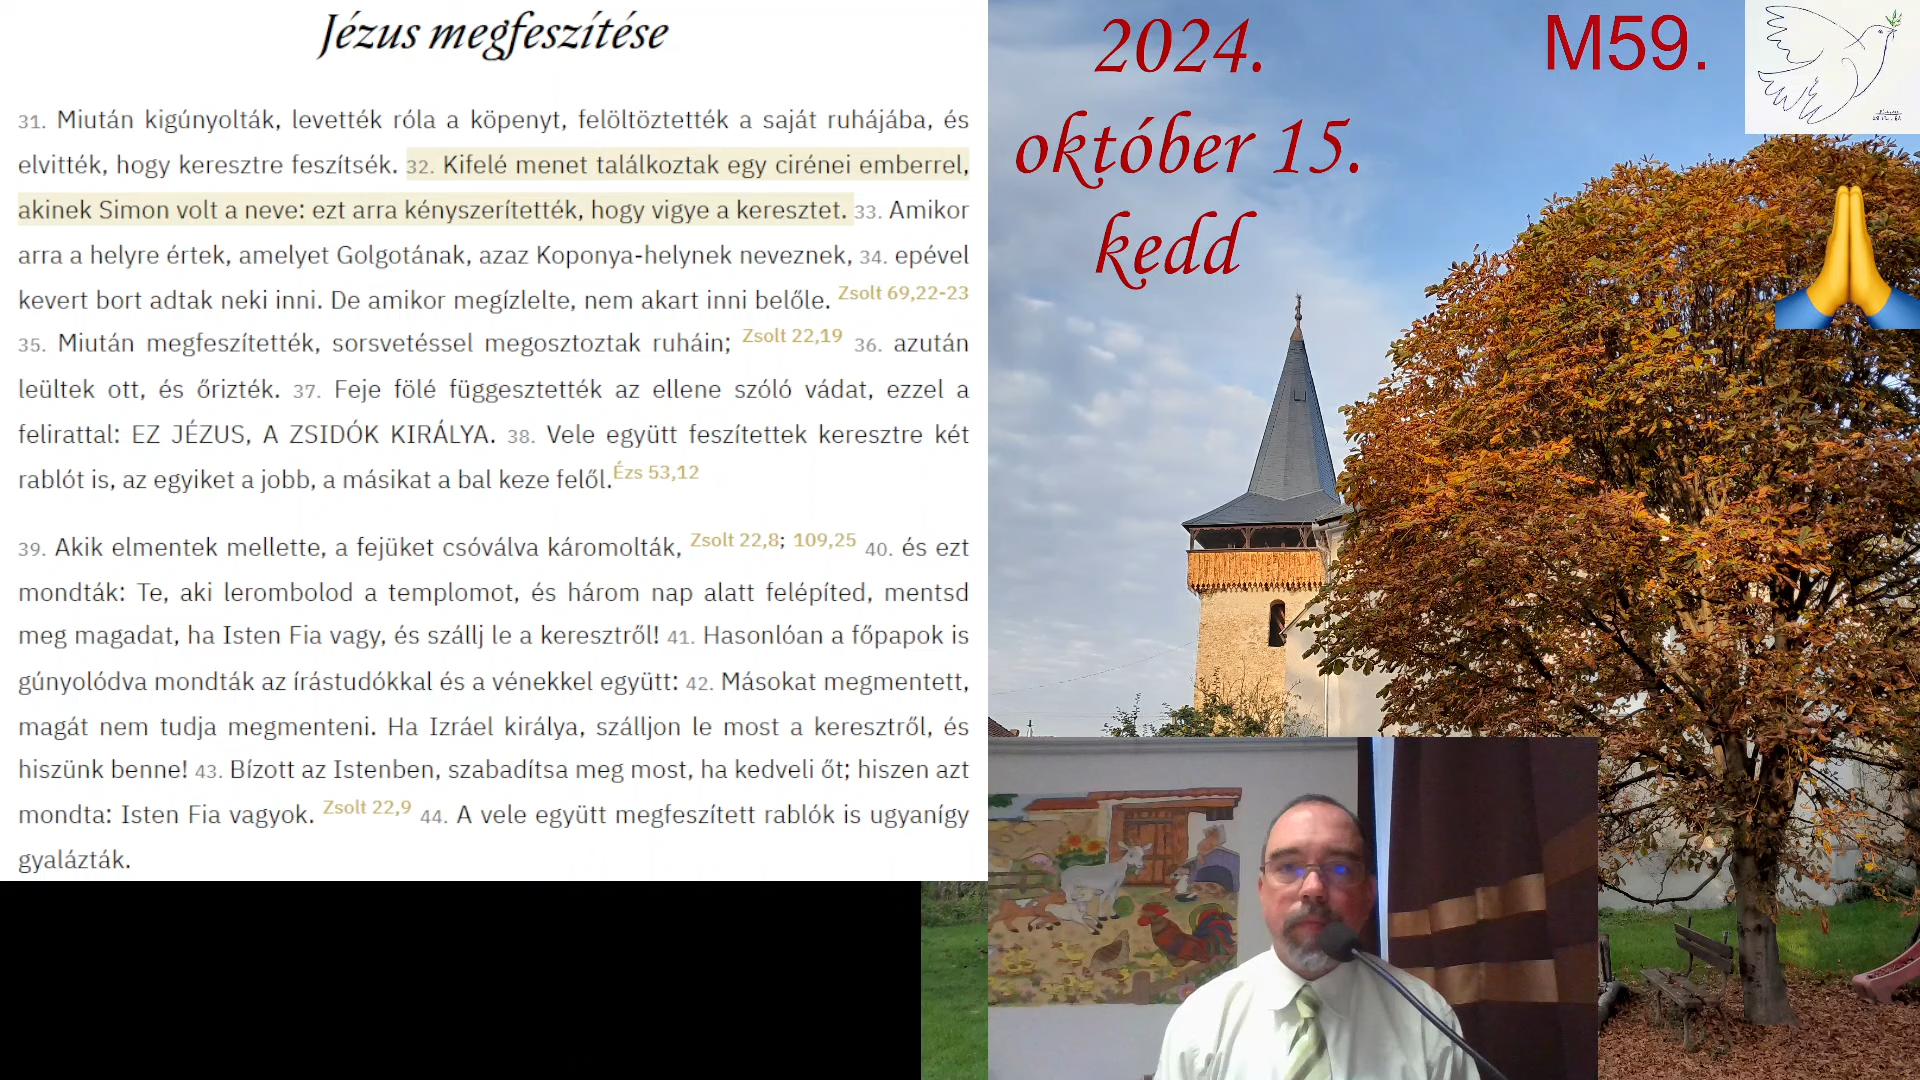 Jézus megfeszítése
31. Miután kigúnyolták, levették róla a köpenyt, felöltöztették a saját ruhájába, és
elvitték, hogy keresztre feszítsék. 32. Kifelé menet találkoztak egy cirénei emberrel,
akinek Simon volt a neve: ezt arra kényszerítették, hogy vigye a keresztet. 33. Amikor
arra a helyre értek, amelyet Golgotának, azaz Koponya-helynek neveznek, 34. epével
kevert bort adtak neki inni. De amikor megízlelte, nem akart inni belőle. Zsolt 69,22-23
35. Miután megfeszítették, sorsvetéssel megosztoztak ruháin; Zsolt 22,19 36. azután
leültek ott, és őrizték. 37. Feje fölé függesztették az ellene szóló vádat, ezzel a
felirattal: EZ JÉZUS, A ZSIDÓK KIRÁLYA. 38. Vele együtt feszítettek keresztre két
rablót is, az egyiket a jobb, a másikat a bal keze felől. Ézs 53,12
39. Akik elmentek mellette, a fejüket csóválva káromolták, Zsolt 22,8; 109,25 40. és ezt
mondták: Te, aki lerombolod a templomot, és három nap alatt felépíted, mentsd
meg magadat, ha Isten Fia vagy, és szállj le a keresztről! 41. Hasonlóan a főpapok is
gúnyolódva mondták az írástudókkal és a vénekkel együtt: 42. Másokat megmentett,
magát nem tudja megmenteni. Ha Izráel királya, szálljon le most a keresztről, és
hiszünk benne! 43. Bízott az Istenben, szabadítsa meg most, ha kedveli őt; hiszen azt
mondta: Isten Fia vagyok. Zsolt 22,9 44. A vele együtt megfeszített rablók is ugyanígy
gyalázták.
2024.
október 15.
kedd
M59.